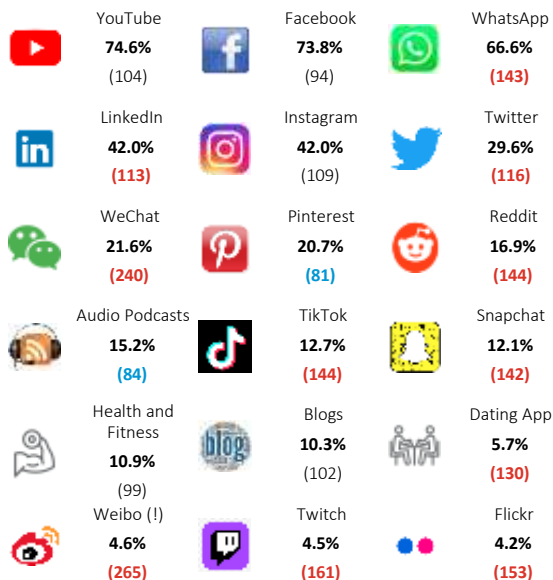 YouTube Facebook WhatsApp
74.6% 73.8% 66.6%
(104) (94) (143)
LinkedIn Instagram Twitter
in 42.0% 42.0% 29.6%
(113) (109) (116)
WeChat Pinterest Reddit
21.6% 20.7% 16.9%
(240) (81) (144)
Audio Podcasts TikTok Snapchat
15.2% 12.7% 12.1%
(84) (144) (142)
Health and Blogs Dating App
Fitness blog 10.3% 5.7%
10.9% (102) (130)
(99)
Weibo (!) Twitch Flickr
4.6% 4.5% 4.2%
(265) (161) (153)